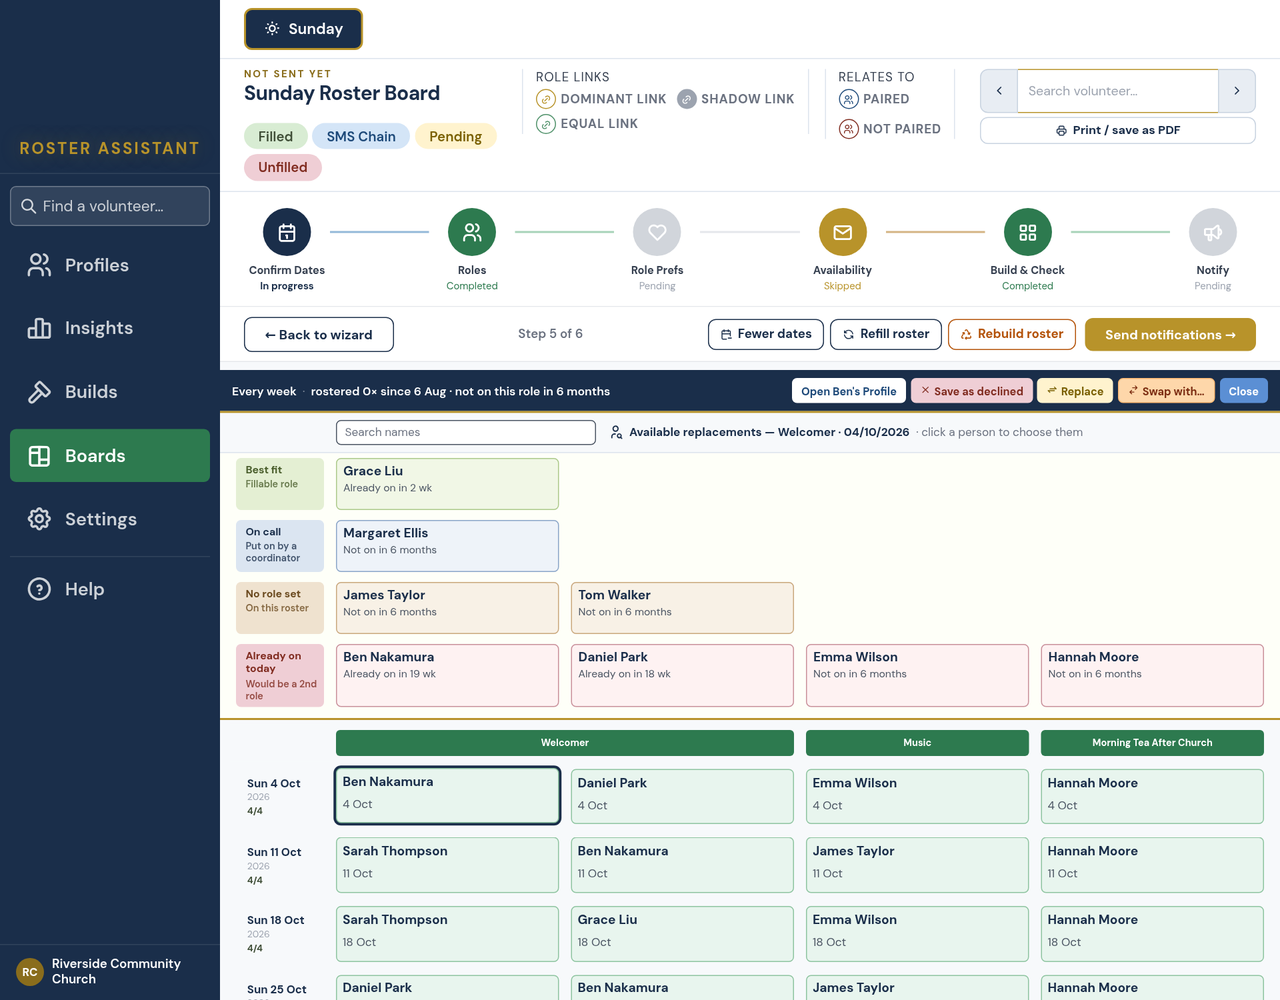 ROSTER ASSISTANT
Find a volunteer...
Profiles
Insights
Builds
Boards
Settings
Help
RC
Riverside Community
Church
Sunday
NOT SENT YET
Sunday Roster Board
Filled
SMS Chain
Pending
Unfilled
ROLE LINKS
DOMINANT LINK
SHADOW LINK
EQUAL LINK
RELATES TO
PAIRED
NOT PAIRED
Search volunteer...
Print / save as PDF
Confirm Dates
In progress
Roles
Completed
Role Prefs
Pending
Availability
Skipped
Build & Check
Completed
Notify
Pending
← Back to wizard
Step 5 of 6
Fewer dates
Refill roster
Rebuild roster
Send notifications →
Every week · rostered 0× since 6 Aug · not on this role in 6 months
Open Ben's Profile
Save as declined
Replace
Swap with...
Close
Search names
Available replacements — Welcomer · 04/10/2026 · click a person to choose them
Best fit
Fillable role
Grace Liu
Already on in 2 wk
On call
Put on by a
coordinator
Margaret Ellis
Not on in 6 months
No role set
On this roster
James Taylor
Not on in 6 months
Tom Walker
Not on in 6 months
Already on
today
Would be a 2nd
role
Ben Nakamura
Already on in 19 wk
Daniel Park
Already on in 18 wk
Emma Wilson
Not on in 6 months
Hannah Moore
Not on in 6 months
Welcomer
Music
Morning Tea After Church
Sun 4 Oct
2026
4/4
Ben Nakamura
4 Oct
Daniel Park
4 Oct
Emma Wilson
4 Oct
Hannah Moore
4 Oct
Sun 11 Oct
2026
4/4
Sarah Thompson
11 Oct
Ben Nakamura
11 Oct
James Taylor
11 Oct
Hannah Moore
11 Oct
Sun 18 Oct
2026
4/4
Sarah Thompson
18 Oct
Grace Liu
18 Oct
Emma Wilson
18 Oct
Hannah Moore
18 Oct
Sun 25 Oct
Daniel Park
Ben Nakamura
James Taylor
Hannah Moore